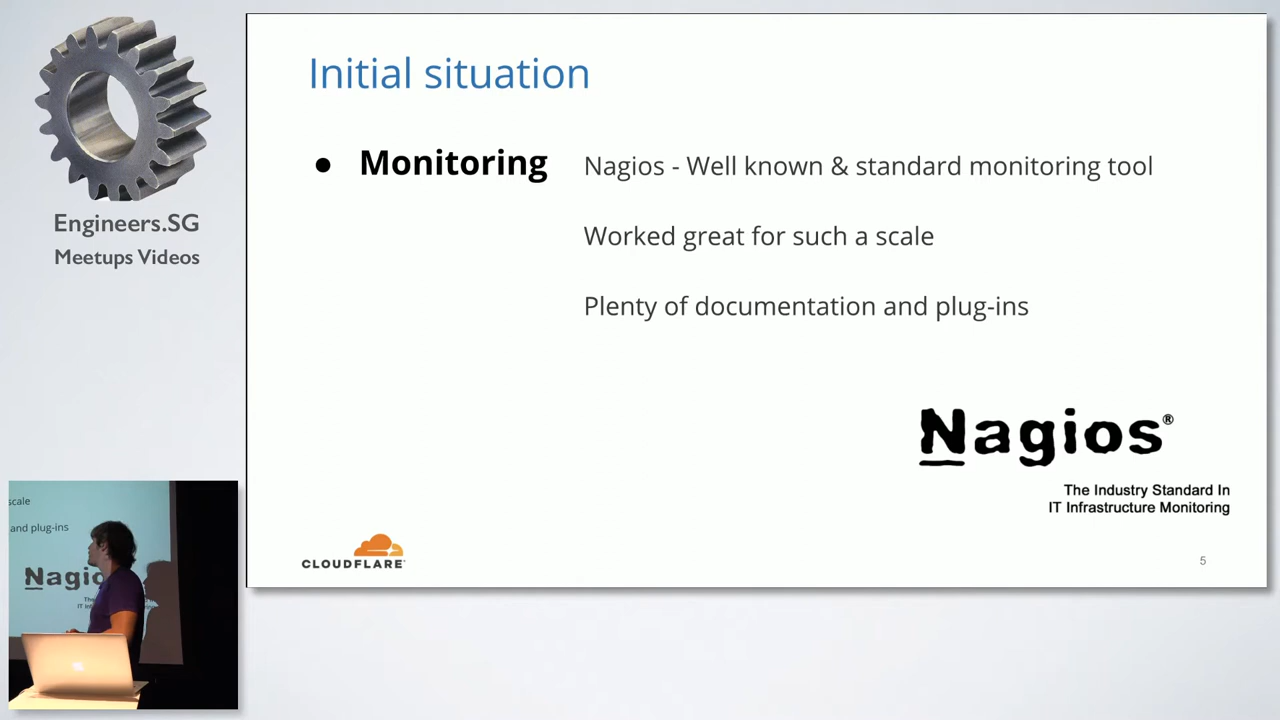 Engineers.SG
Meetups Videos
Initial situation
● Monitoring
Nagios - Well known & standard monitoring tool
Worked great for such a scale
Plenty of documentation and plug-ins
Nagios®
The Industry Standard In
IT Infrastructure Monitoring
CLOUDFLARE
5
scale
and plug-ins
Nagio
The